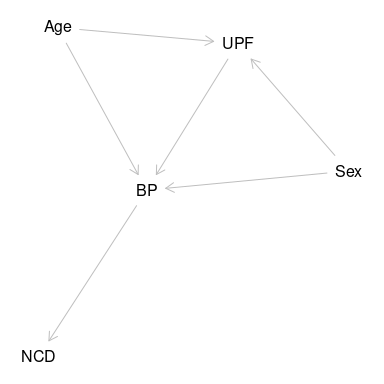 Age
UPF
Sex
BP
NCD